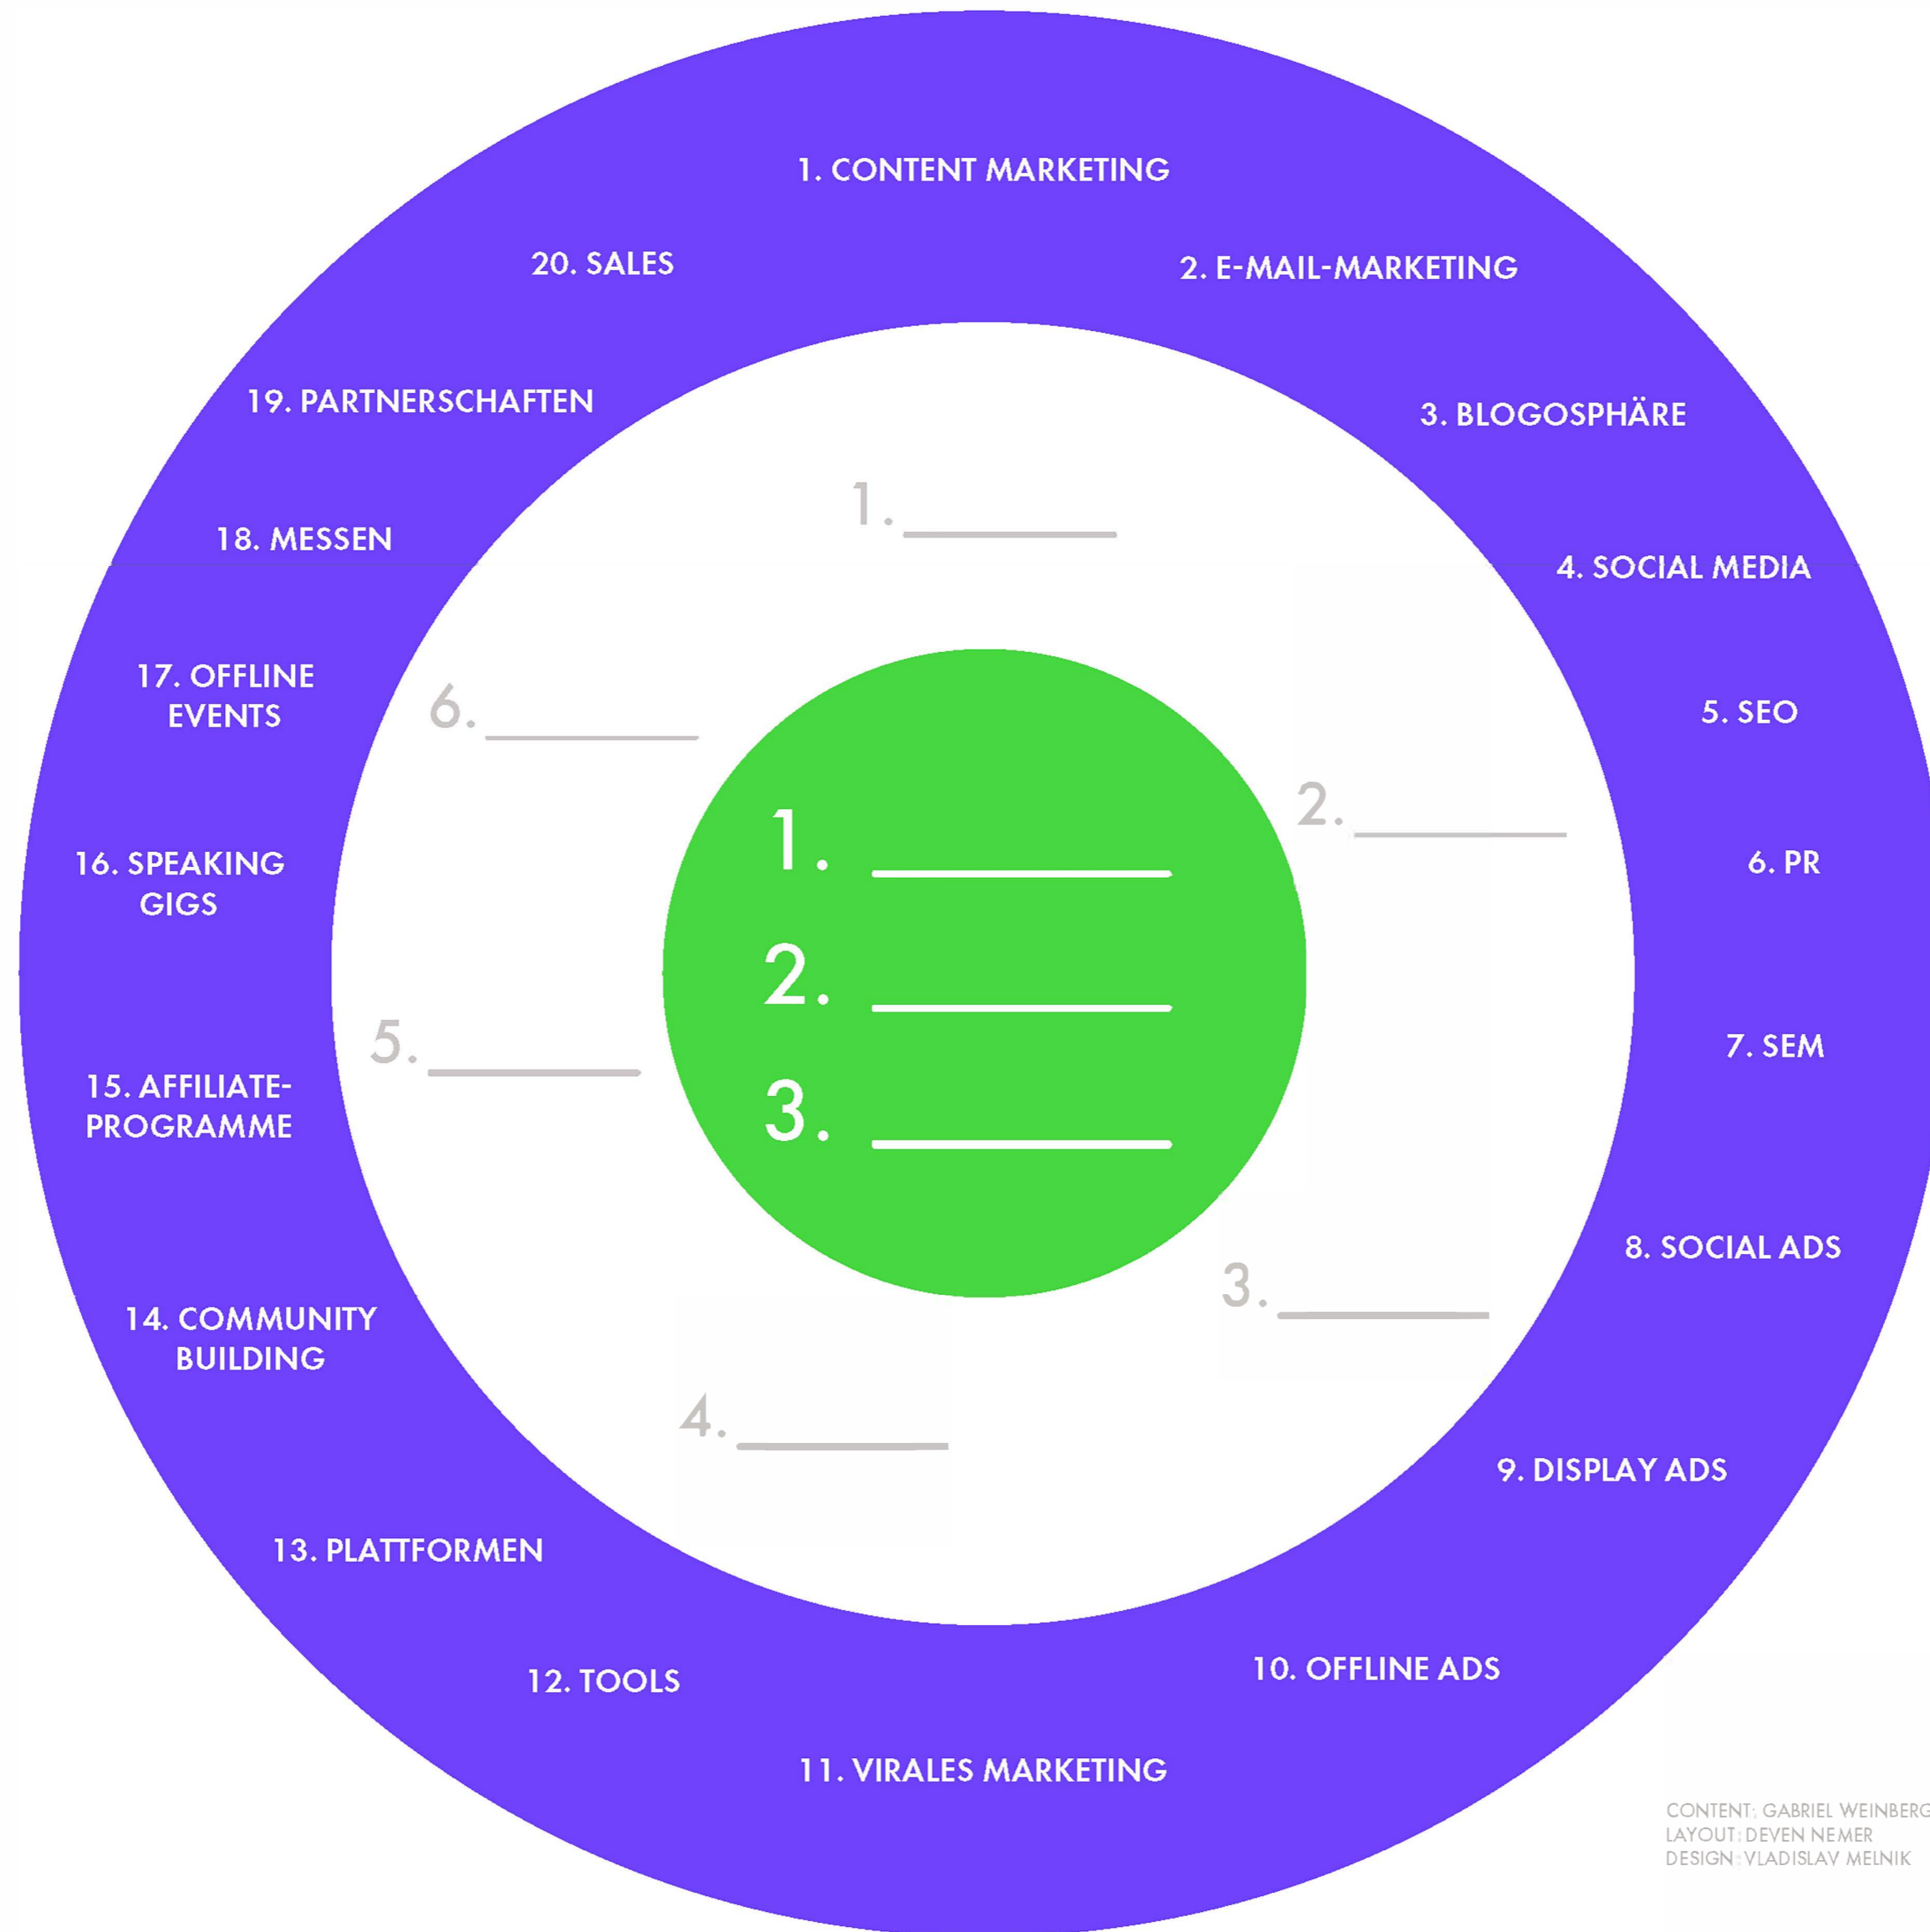 1. CONTENT MARKETING
2. E-MAIL-MARKETING
3. BLOGOSPHÄRE
4. SOCIAL MEDIA
5. SEO
6. PR
7. SEM
8. SOCIAL ADS
9. DISPLAY ADS
10. OFFLINE ADS
11. VIRALES MARKETING
12. TOOLS
13. PLATTFORMEN
14. COMMUNITY
BUILDING
15. AFFILIATE-
PROGRAMME
16. SPEAKING
GIGS
17. OFFLINE
EVENTS
18. MESSEN
19. PARTNERSCHAFTEN
20. SALES
1.
2.
3.
4.
5.
6.
1.
2.
3.
CONTENT: GABRIEL WEINBERG
LAYOUT: DEVEN NEMER
DESIGN: VLADISLAV MELNIK